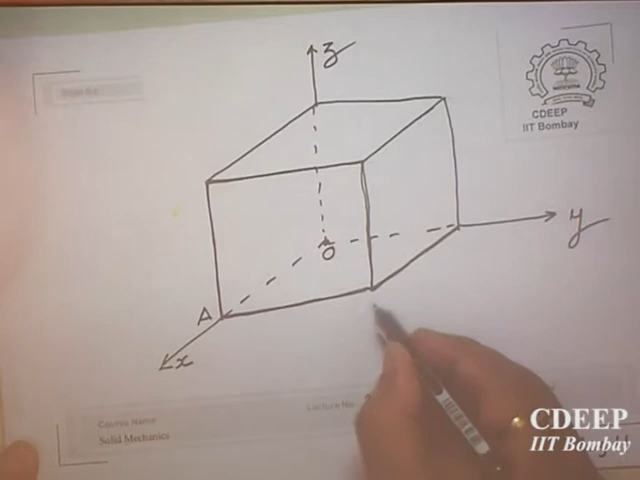 z
CDEEP
IIT Bombay
y
O
A
x
Lecture No
Course Name
Solid Mechanics
CDEEP
IIT Bombay